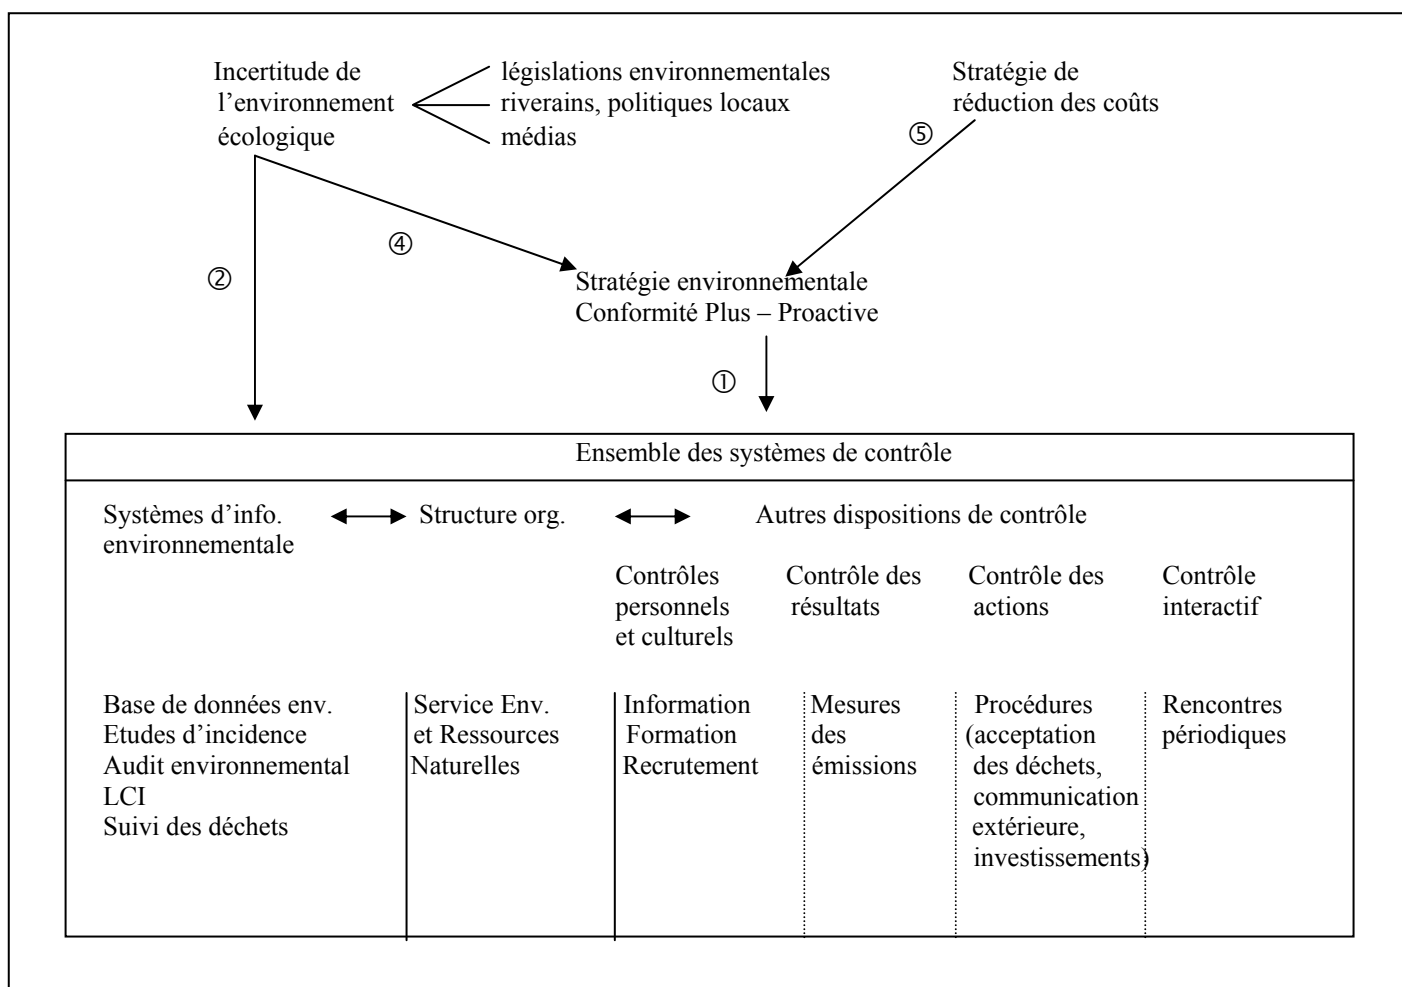 Incertitude de
l’environnement
écologique
législations environnementales
riverains, politiques locaux
médias
Stratégie de
réduction des coûts
⑤
④
②
Stratégie environnementale
Conformité Plus – Proactive
①
Ensemble des systèmes de contrôle
Systèmes d’info.
environnementale
Structure org.
Autres dispositions de contrôle
Contrôles
personnels
et culturels
Contrôle des
résultats
Contrôle des
actions
Contrôle
interactif
Base de données env.
Etudes d’incidence
Audit environnemental
LCI
Suivi des déchets
Service Env.
et Ressources
Naturelles
Information
Formation
Recrutement
Mesures
des
émissions
Procédures
(acceptation
des déchets,
communication
extérieure,
investissements)
Rencontres
périodiques